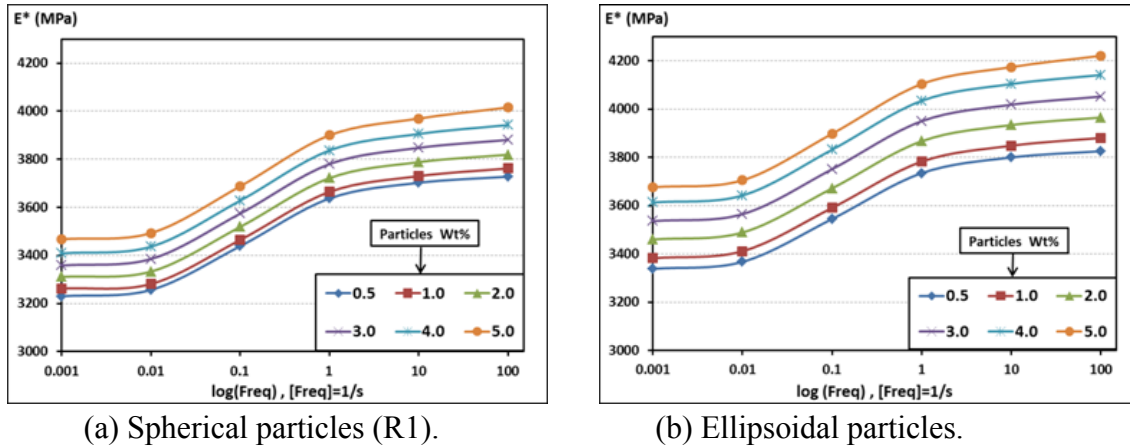 E* (MPa)
4200
4000
3800
3600
3400
3200
3000
0.001 0.01 0.1 1 10 100
log(Freq) , [Freq]=1/s
Particles Wt%
0.5 1.0 2.0
3.0 4.0 5.0
(a) Spherical particles (R1).
E* (MPa)
4200
4000
3800
3600
3400
3200
3000
0.001 0.01 0.1 1 10 100
log (Freq) , [Freq]=1/s
Particles Wt%
0.5 1.0 2.0
3.0 4.0 5.0
(b) Ellipsoidal particles.